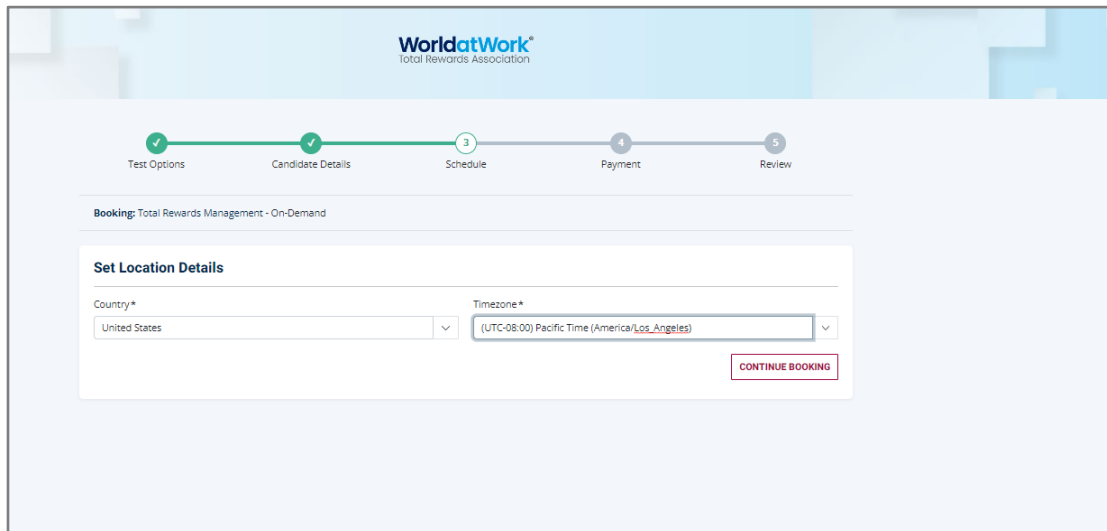 WorldatWork®
Total Rewards Association
3 4 5
Test Options Candidate Details Schedule Payment Review
Booking: Total Rewards Management - On-Demand
Set Location Details
Country* Timezone*
United States (UTC-08:00) Pacific Time (America/Los_Angeles)
CONTINUE BOOKING